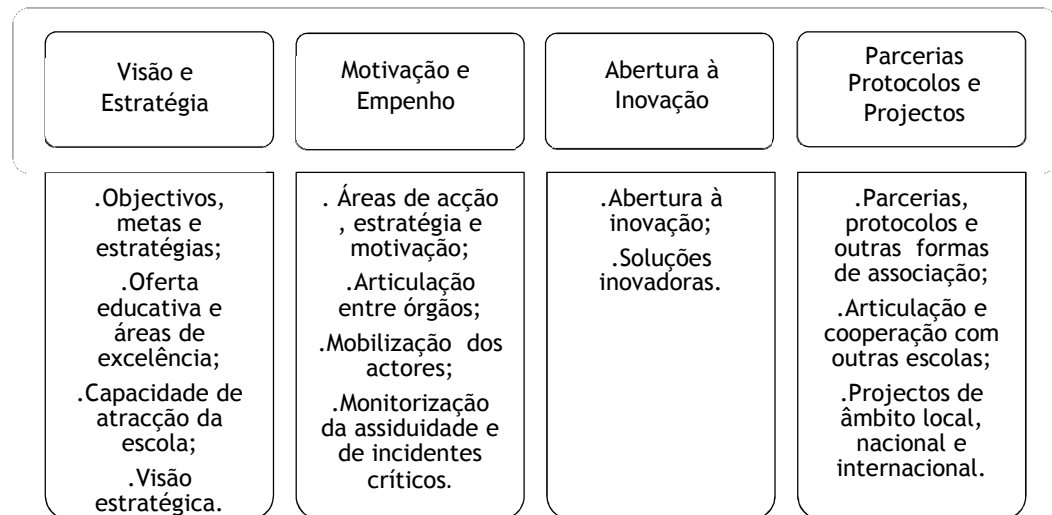 Visão e
Estratégia
Motivação e
Empenho
Abertura à
Inovação
Parcerias
Protocolos e
Projectos
.Objectivos,
metas e
estratégias;
.Oferta
educativa e
áreas de
excelência;
.Capacidade de
atracção da
escola;
.Visão
estratégica.
. Áreas de acção
, estratégia e
motivação;
.Articulação
entre órgãos;
.Mobilização dos
actores;
.Monitorização
da assiduidade e
de incidentes
críticos.
.Abertura à
inovação;
.Soluções
inovadoras.
.Parcerias,
protocolos e
outras formas
de associação;
.Articulação e
cooperação com
outras escolas;
.Projectos de
âmbito local,
nacional e
internacional.